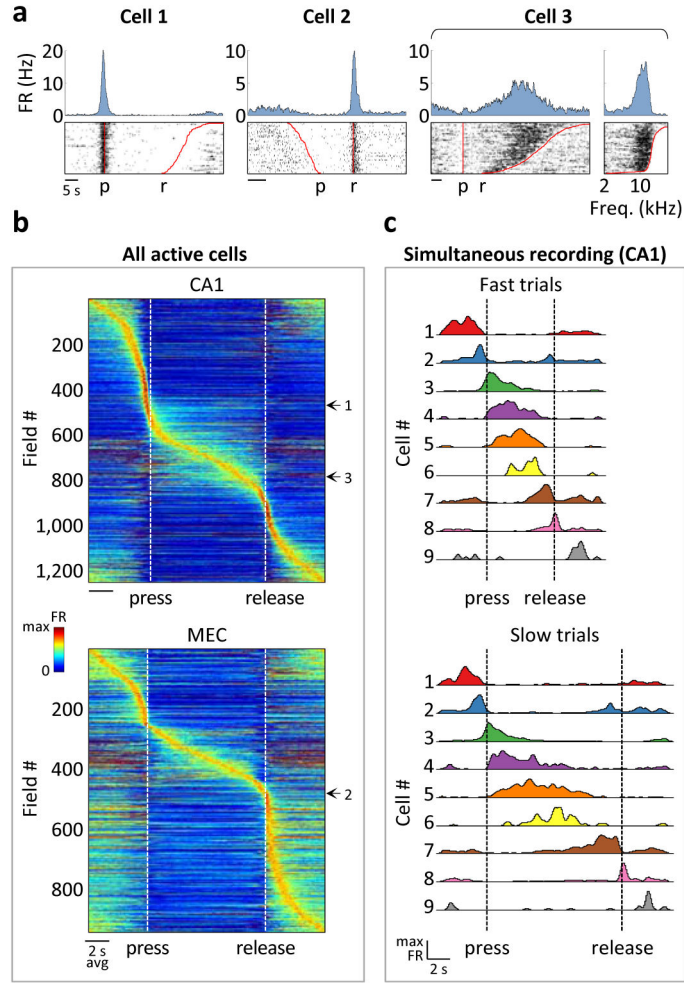 a
Cell 1 Cell 2 Cell 3
FR (Hz)
20
10
0
10
5
0
10
5
0
5 s p r
p r
p r
2 10
Freq. (kHz)
b
All active cells
CA1
Field #
200
400
600
800
1,000
1,200
1
3
press release
FR
max
0
MEC
Field #
200
400
600
800
2
2 s
avg
press release
c
Simultaneous recording (CA1)
Fast trials
Cell #
1
2
3
4
5
6
7
8
9
press release
Slow trials
Cell #
1
2
3
4
5
6
7
8
9
max
FR
2 s
press release